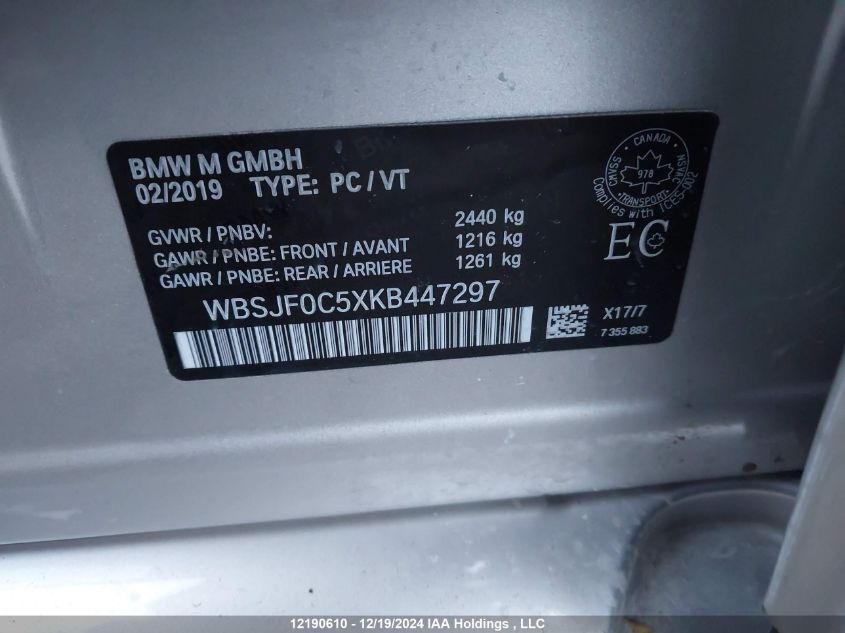 BMW M GMBH
02/2019 TYPE: PC / VT
GVWR / PNBV: 2440 kg
GAWR / PNBE: FRONT / AVANT 1216 kg
GAWR / PNBE: REAR / ARRIERE 1261 kg
WBSJF0C5XKB447297
CANADA
CMVSS NSVAC
978
TRANSPORT
Complies with ICES-002
EC
X17/7
7 355 883
12190610 - 12/19/2024 IAA Holdings , LLC